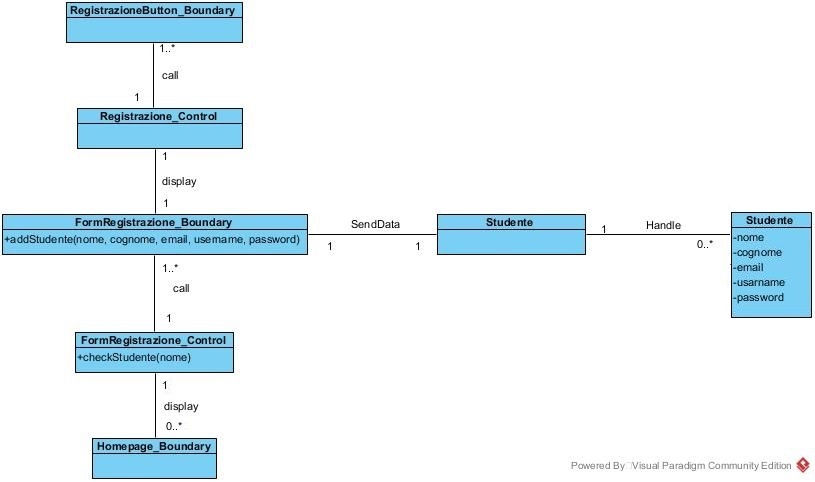 RegistrazioneButton_Boundary
1..*
call
1
Registrazione_Control
1
display
1
FormRegistrazione_Boundary
+addStudente(nome, cognome, email, username, password)
SendData
1
1
Studente
1
Handle
0..*
Studente
-nome
-cognome
-email
-usarname
-password
1..*
call
1
FormRegistrazione_Control
+checkStudente(nome)
1
display
0..*
Homepage_Boundary
Powered By Visual Paradigm Community Edition